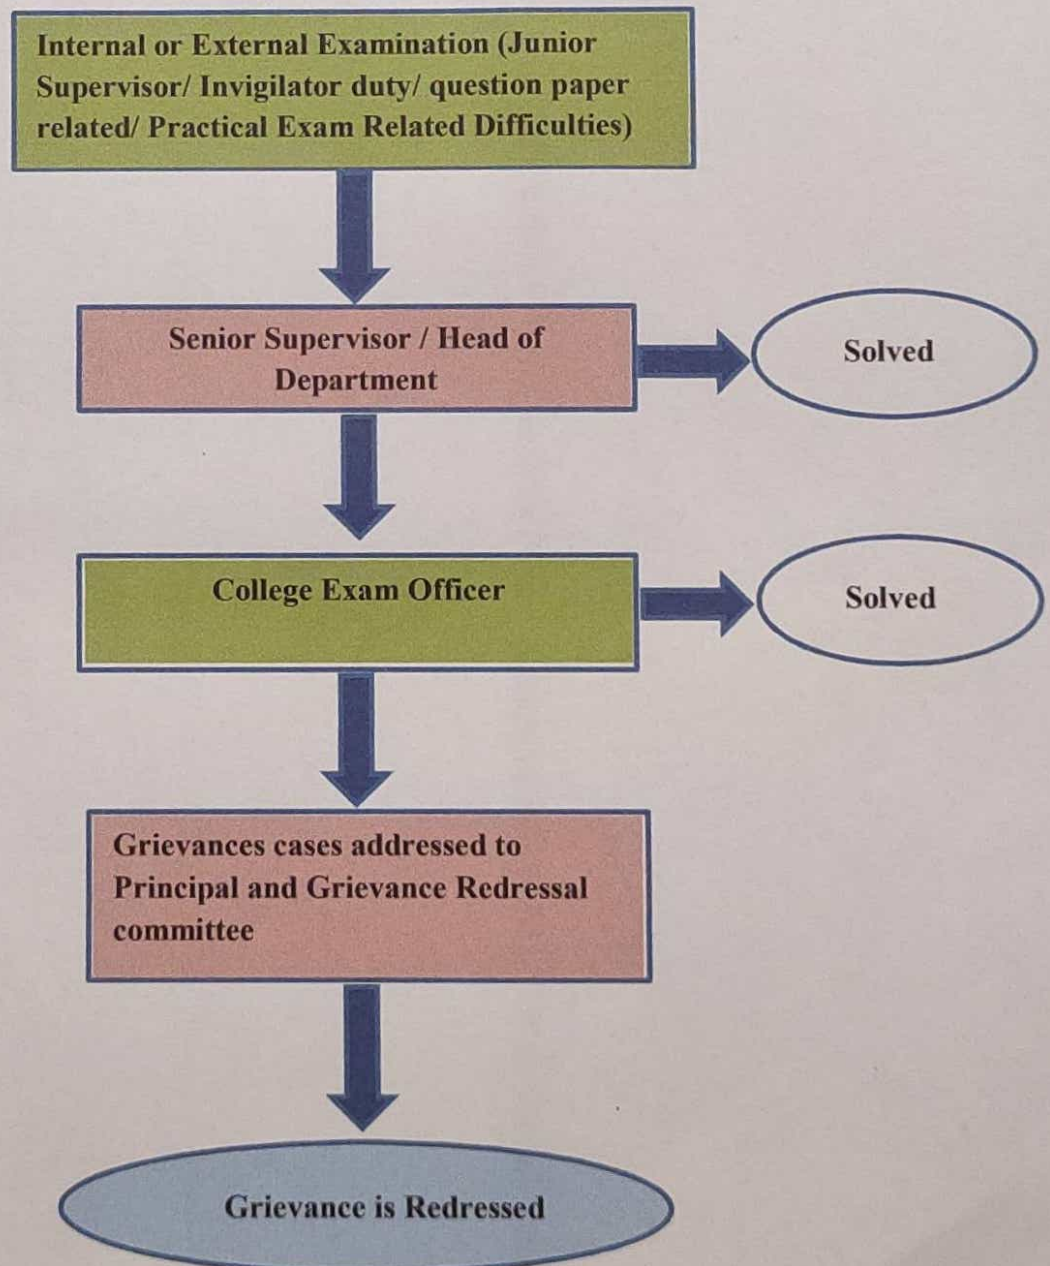 Internal or External Examination (Junior
Supervisor/ Invigilator duty/ question paper
related/ Practical Exam Related Difficulties)
Senior Supervisor / Head of
Department
Solved
College Exam Officer
Solved
Grievances cases addressed to
Principal and Grievance Redressal
committee
Grievance is Redressed